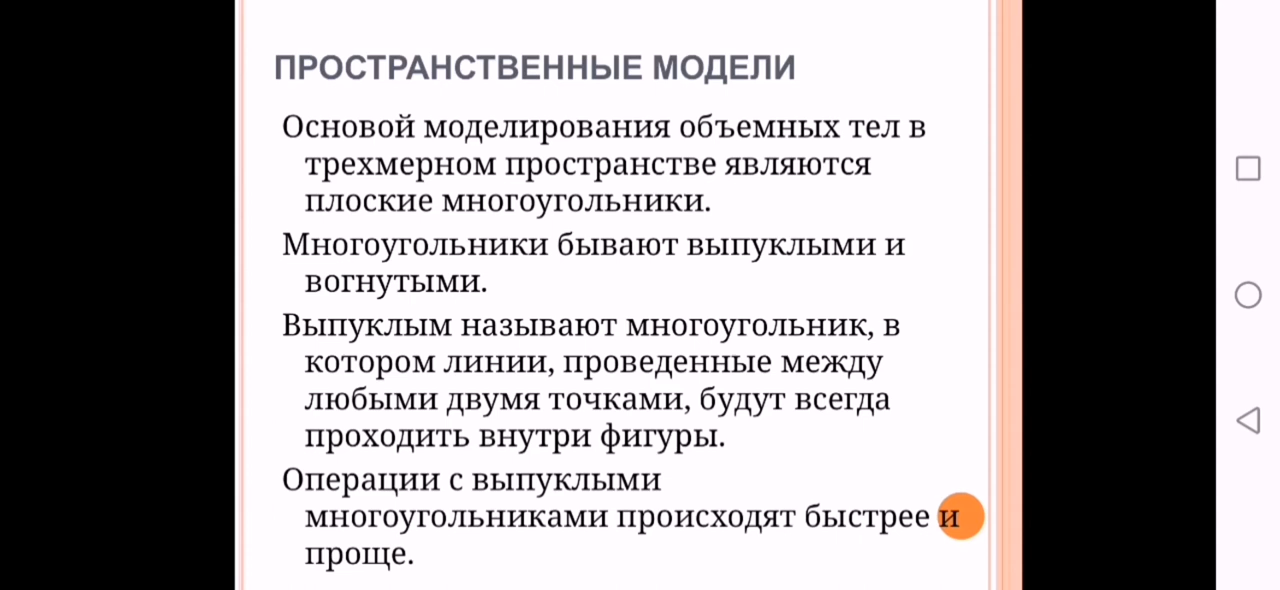 ПРОСТРАНСТВЕННЫЕ МОДЕЛИ
Основой моделирования объемных тел в
трехмерном пространстве являются
плоские многоугольники.
Многоугольники бывают выпуклыми и
вогнутыми.
Выпуклым называют многоугольник, в
котором линии, проведенные между
любыми двумя точками, будут всегда
проходить внутри фигуры.
Операции с выпуклыми
многоугольниками происходят быстрее и
проще.